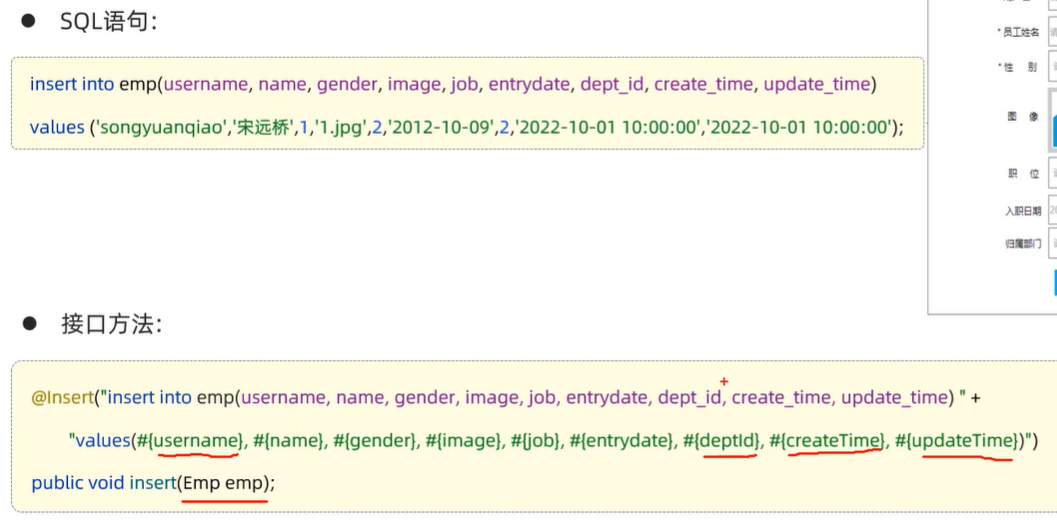 ● SQL语句:
insert into emp(username, name, gender, image, job, entrydate, dept_id, create_time, update_time)
values ('songyuanqiao','宋远桥',1,'1.jpg',2,'2012-10-09',2,'2022-10-01 10:00:00','2022-10-01 10:00:00');
* 员工姓名
* 性 别
图 像
职 位
入职日期
归属部门
● 接口方法:
@Insert("insert into emp(username, name, gender, image, job, entrydate, dept_id, create_time, update_time) " +
"values(#{username}, #{name}, #{gender}, #{image}, #{job}, #{entrydate}, #{deptId}, #{createTime}, #{updateTime})")
public void insert(Emp emp);